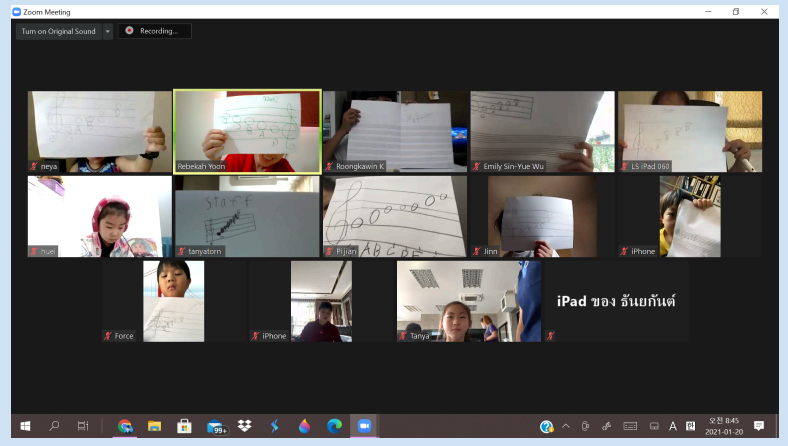 Zoom Meeting
Turn on Original Sound
Recording...
neya
Rebekah Yoon
Roongkawin K
Emily Sin-Yue Wu
LS iPad 060
huei
staff
tanyatorn
Pijian
Jinn
iPhone
Force
iPhone
Tanya
iPad ของ ธันยกันต์
99+
A
오전 8:45
2021-01-20